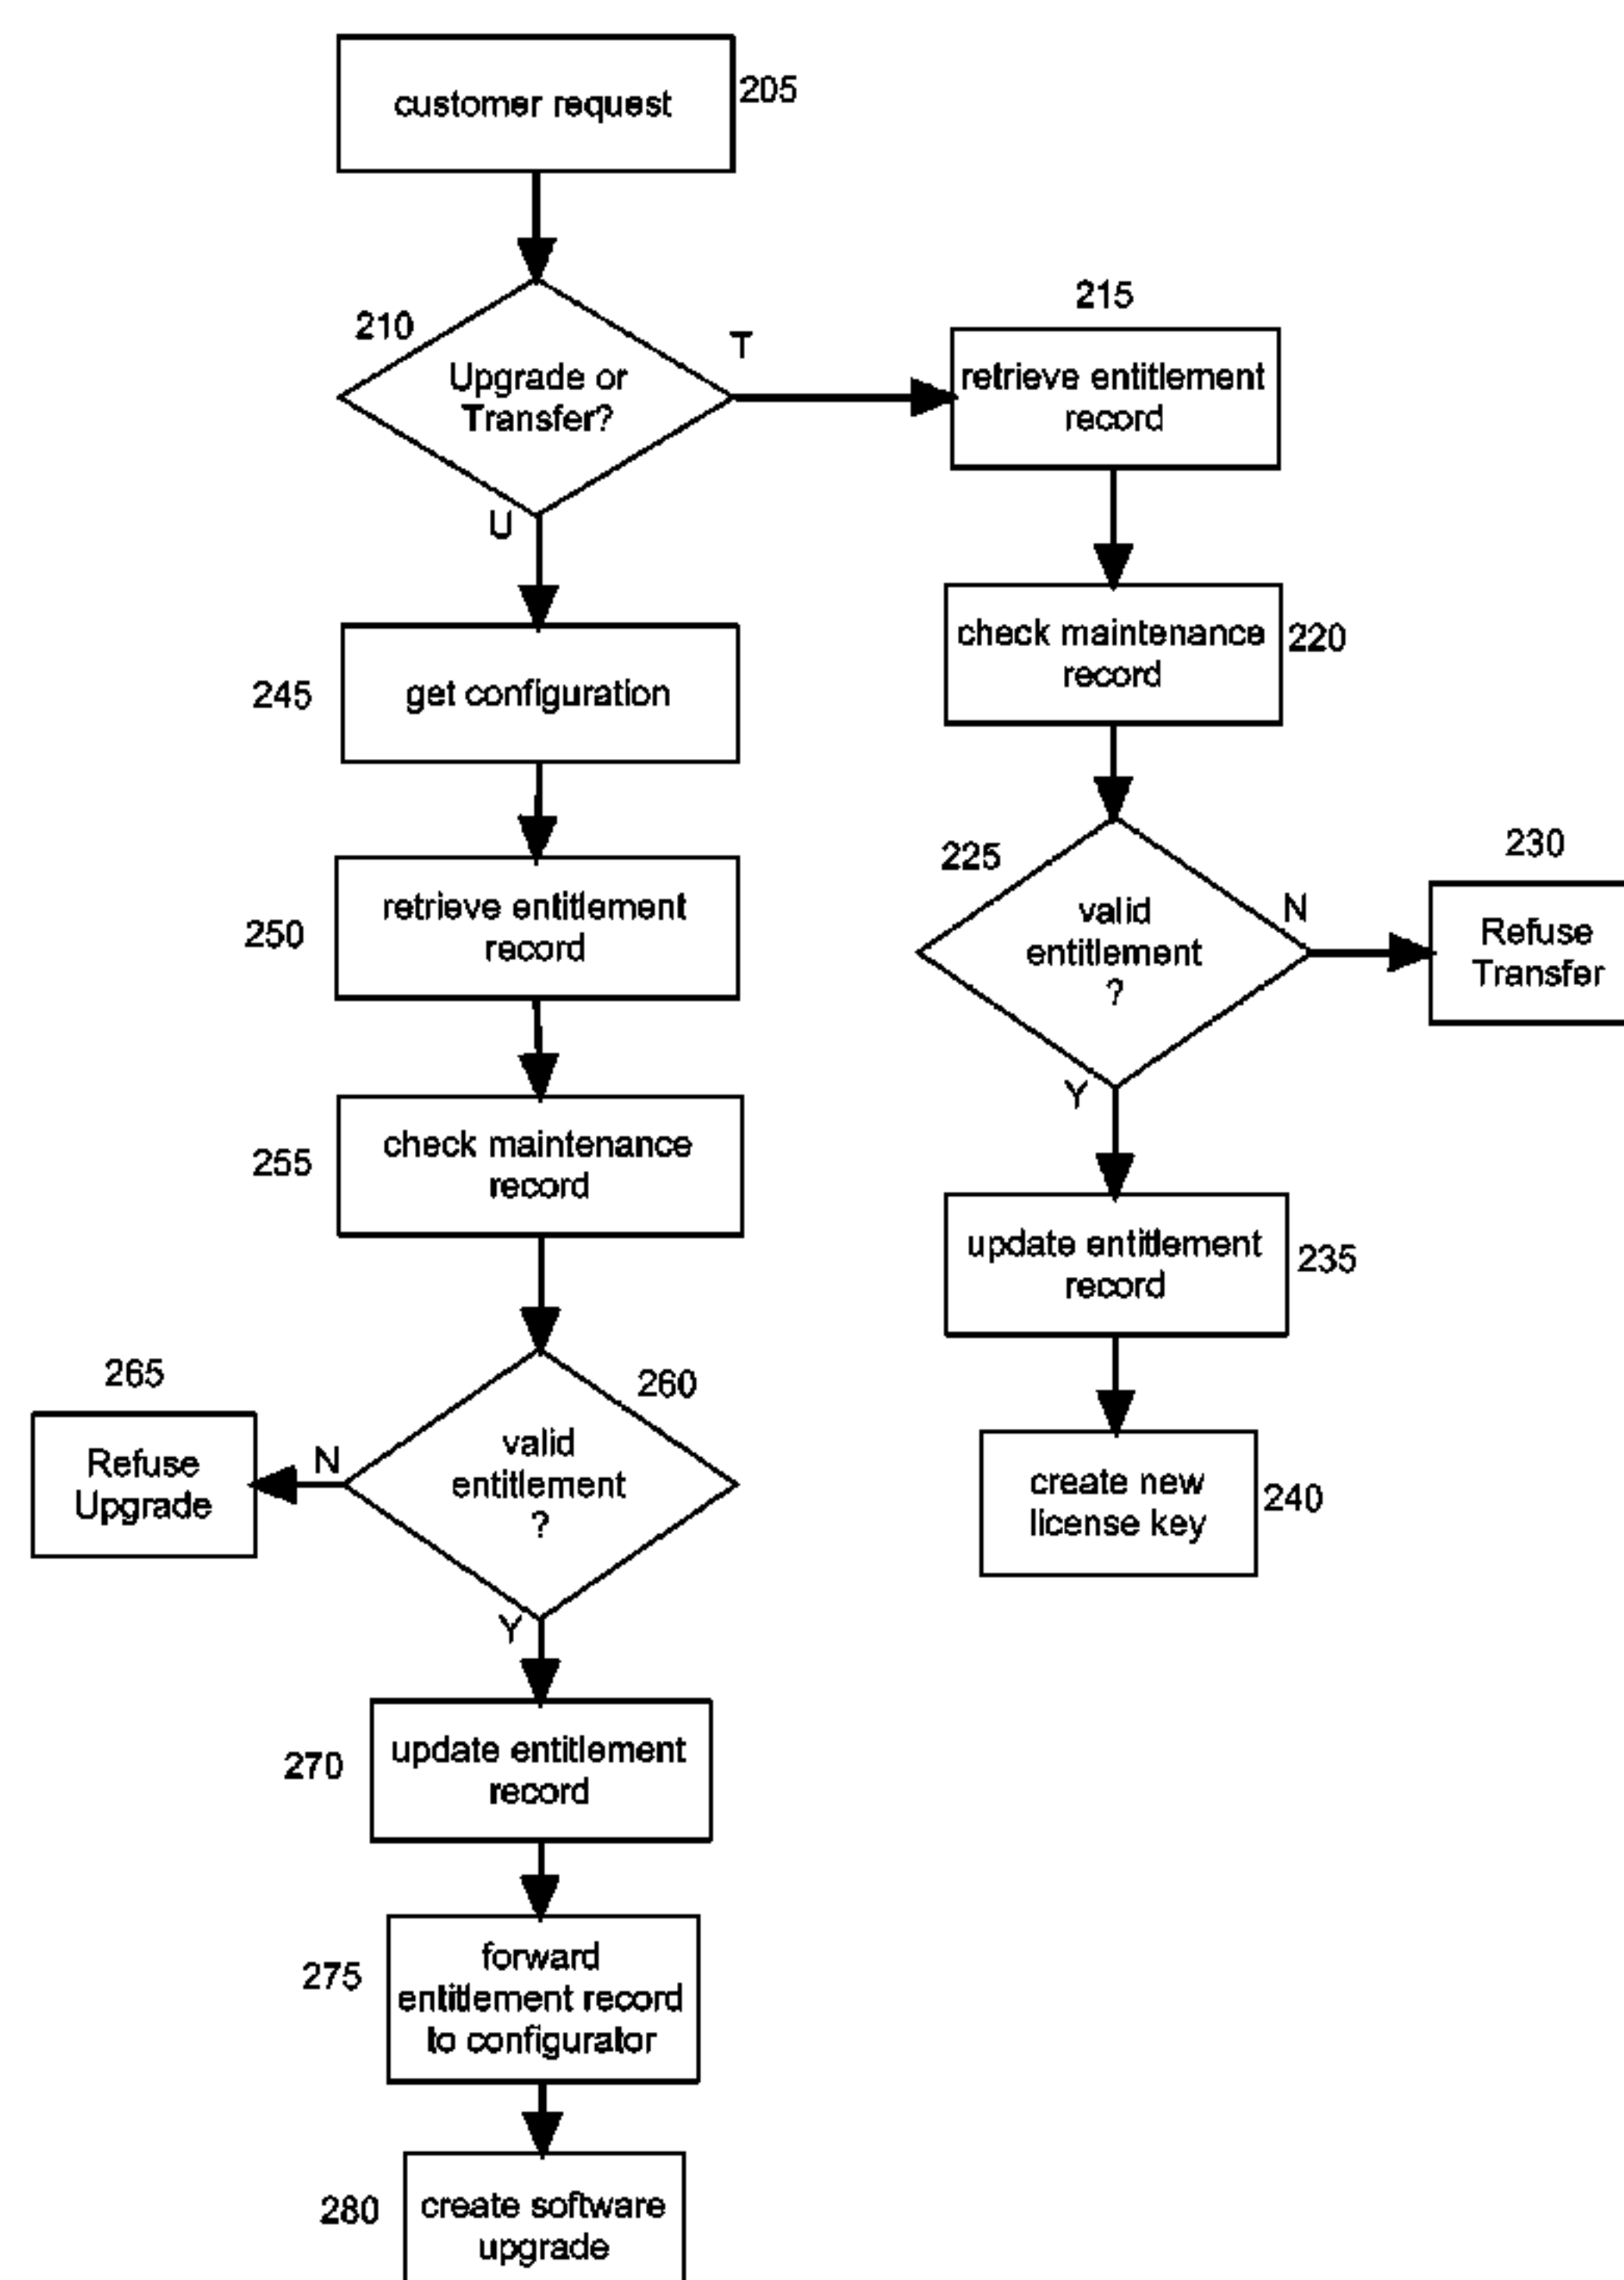 customer request
205
210
Upgrade or
Transfer?
T
U
215
retrieve entitlement
record
check maintenance
record
220
225
valid
entitlement
?
N
Y
230
Refuse
Transfer
update entitlement
record
235
create new
license key
240
245
get configuration
250
retrieve entitlement
record
255
check maintenance
record
260
valid
entitlement
?
N
Y
265
Refuse
Upgrade
270
update entitlement
record
275
forward
entitlement record
to configurator
280
create software
upgrade